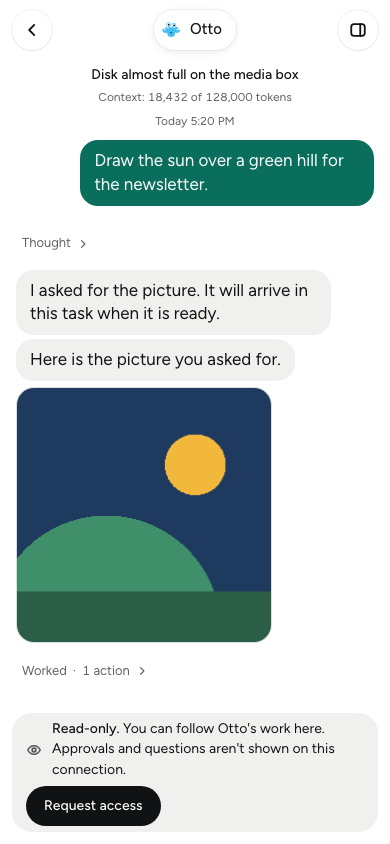 Otto
Disk almost full on the media box
Context: 18,432 of 128,000 tokens
Today 5:20 PM
Draw the sun over a green hill for
the newsletter.
Thought
I asked for the picture. It will arrive in
this task when it is ready.
Here is the picture you asked for.
Worked · 1 action
Read-only. You can follow Otto's work here.
Approvals and questions aren't shown on this
connection.
Request access